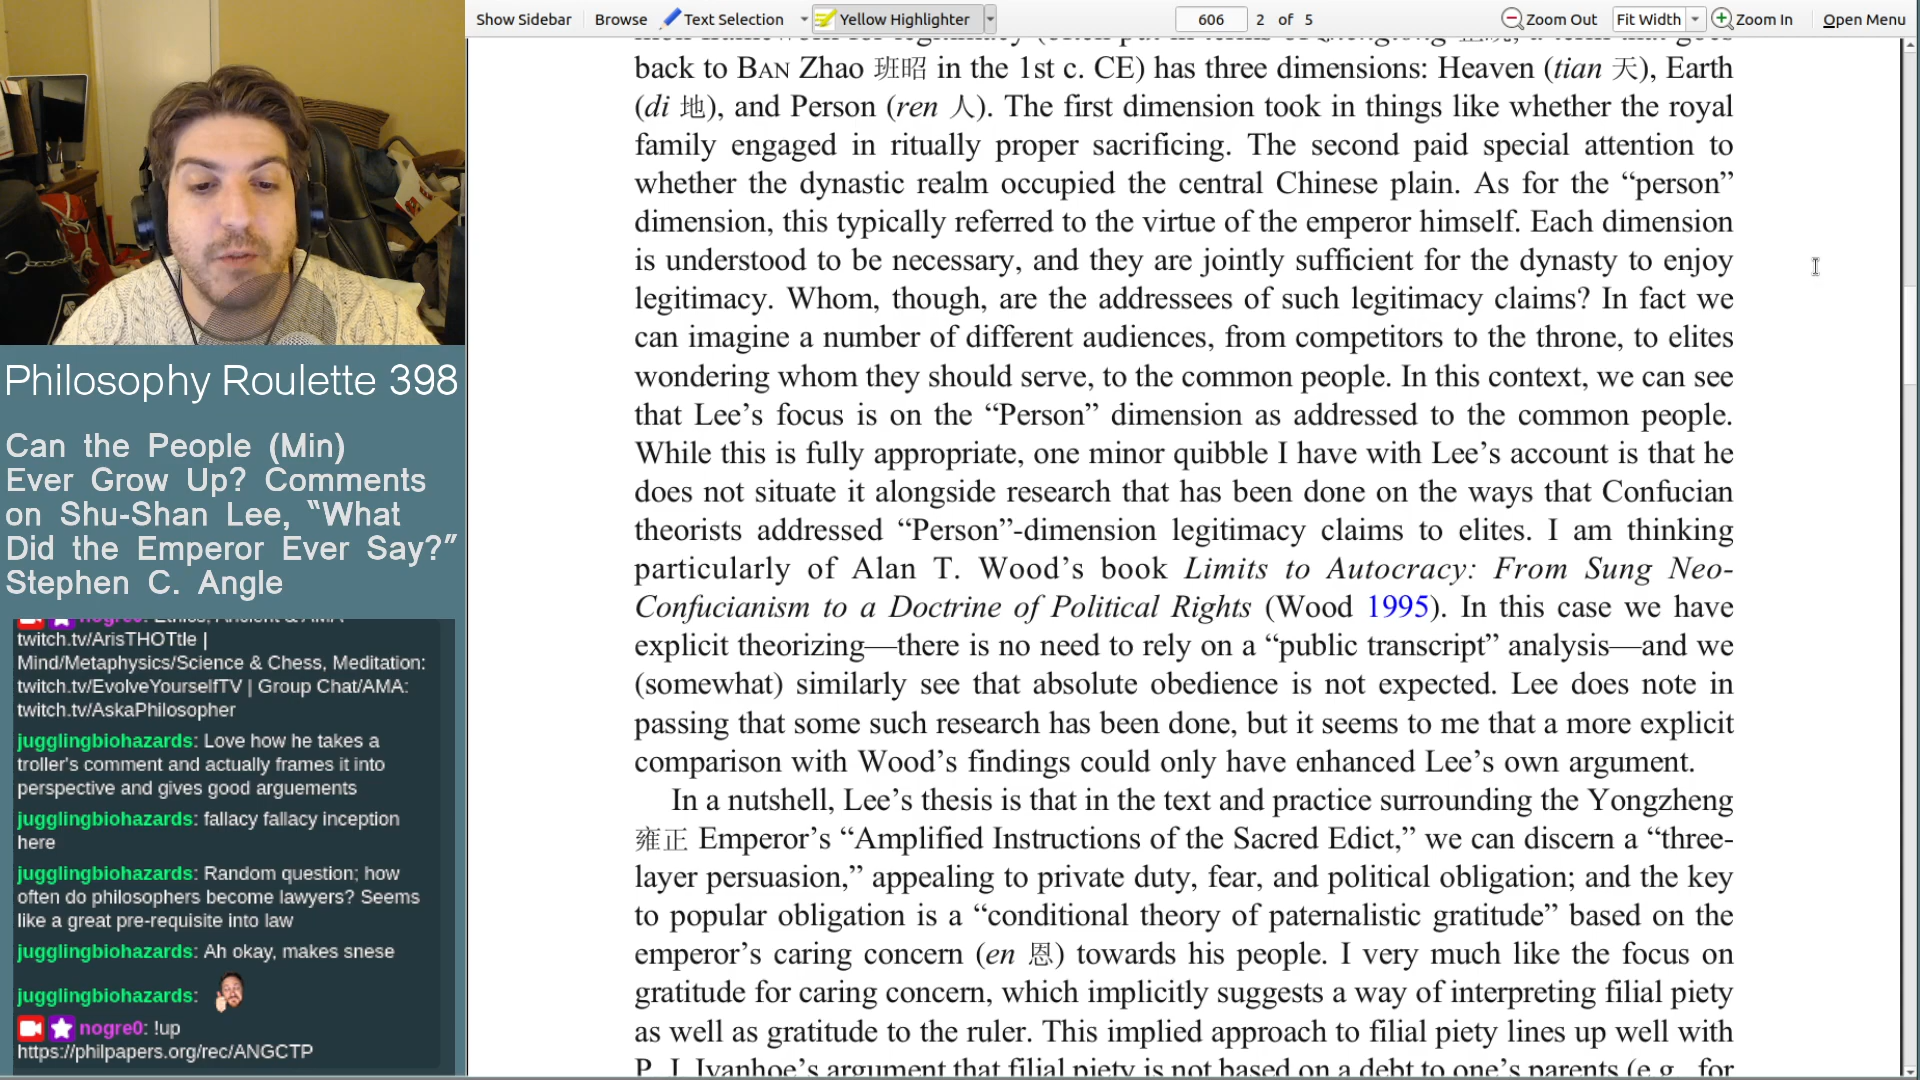 Show Sidebar Browse Text Selection Yellow Highlighter 606 2 of 5 Zoom Out Fit Width Zoom In Open Menu
back to BAN Zhao 班昭 in the 1st c. CE) has three dimensions: Heaven (tian 天), Earth
(di 地), and Person (ren 人). The first dimension took in things like whether the royal
family engaged in ritually proper sacrificing. The second paid special attention to
whether the dynastic realm occupied the central Chinese plain. As for the “person”
dimension, this typically referred to the virtue of the emperor himself. Each dimension
is understood to be necessary, and they are jointly sufficient for the dynasty to enjoy
legitimacy. Whom, though, are the addressees of such legitimacy claims? In fact we
can imagine a number of different audiences, from competitors to the throne, to elites
wondering whom they should serve, to the common people. In this context, we can see
that Lee’s focus is on the “Person” dimension as addressed to the common people.
While this is fully appropriate, one minor quibble I have with Lee’s account is that he
does not situate it alongside research that has been done on the ways that Confucian
theorists addressed “Person”-dimension legitimacy claims to elites. I am thinking
particularly of Alan T. Wood’s book Limits to Autocracy: From Sung Neo-
Confucianism to a Doctrine of Political Rights (Wood 1995). In this case we have
explicit theorizing—there is no need to rely on a “public transcript” analysis—and we
(somewhat) similarly see that absolute obedience is not expected. Lee does note in
passing that some such research has been done, but it seems to me that a more explicit
comparison with Wood’s findings could only have enhanced Lee’s own argument.
In a nutshell, Lee’s thesis is that in the text and practice surrounding the Yongzheng
雍正 Emperor’s “Amplified Instructions of the Sacred Edict,” we can discern a “three-
layer persuasion,” appealing to private duty, fear, and political obligation; and the key
to popular obligation is a “conditional theory of paternalistic gratitude” based on the
emperor’s caring concern (en 恩) towards his people. I very much like the focus on
gratitude for caring concern, which implicitly suggests a way of interpreting filial piety
as well as gratitude to the ruler. This implied approach to filial piety lines up well with
P. J. Ivanhoe’s argument that filial piety is not based on a debt to one’s parents (e.g., for
Philosophy Roulette 398
Can the People (Min)
Ever Grow Up? Comments
on Shu-Shan Lee, “What
Did the Emperor Ever Say?”
Stephen C. Angle
nogre0: Ethics, Ancient & AMA
twitch.tv/ArisTHOTtle |
Mind/Metaphysics/Science & Chess, Meditation:
twitch.tv/EvolveYourselfTV | Group Chat/AMA:
twitch.tv/AskaPhilosopher
jugglingbiohazards: Love how he takes a
troller's comment and actually frames it into
perspective and gives good arguements
jugglingbiohazards: fallacy fallacy inception
here
jugglingbiohazards: Random question; how
often do philosophers become lawyers? Seems
like a great pre-requisite into law
jugglingbiohazards: Ah okay, makes snese
jugglingbiohazards:
nogre0: !up
https://philpapers.org/rec/ANGCTP